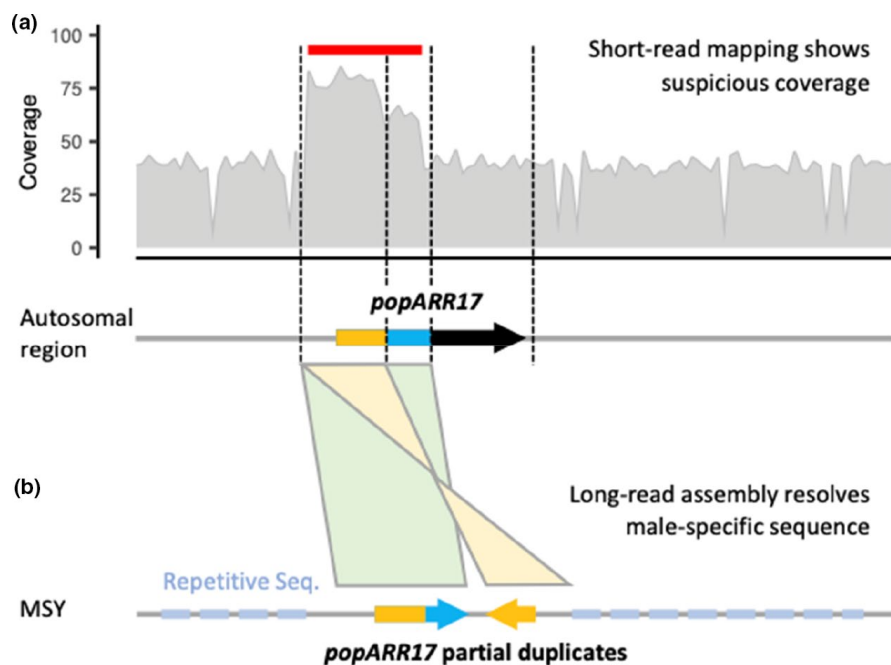 (a)
100
75
50
25
0
Coverage
Short-read mapping shows
suspicious coverage
popARR17
Autosomal
region
(b)
Long-read assembly resolves
male-specific sequence
Repetitive Seq.
MSY
popARR17 partial duplicates